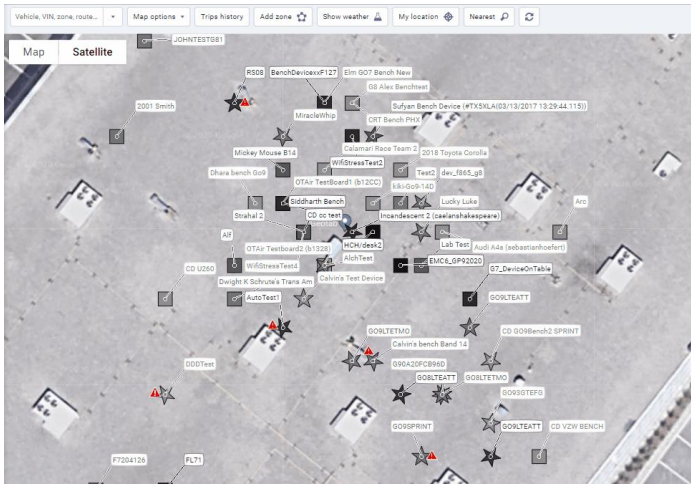 Vehicle, VIN, zone, route...
Map options
Trips history
Add zone
Show weather
My location
Nearest
Map
Satellite
JOHNTESTG81
RS08
BenchDevicexxF127
Elm GO7 Bench New
G8 Alex Benchtest
2001 Smith
Sufyan Bench Device (#TX5XLA(03/13/2017 13:29:44.115))
MiracleWhip
CRT Bench PHX
Calamari Race Team 2
Mickey Mouse B14
2018 Toyota Corolla
WifiStressTest2
Dhara bench Go9
Test2
dev_f865_g8
OTAir TestBoard1 (b12CC)
kiki-Go9-14D
Siddharth Bench
Lucky Luke
Arc
Strahal 2
CD cc test
Incandescent 2 (caelanshakespeare)
Alf
OTAir Testboard2 (b1328)
HCH/desk2
Lab Test
Audi A4s (sebastianhoefert)
AlchTest
EMC6_GP92020
CD U260
WifiStressTest4
G7_DeviceOnTable
Calvin's Test Device
Dwight K Schrute's Trans Am
AutoTest1
GO9LTEATT
GO9LTETMO
CD GO9Bench2 SPRINT
Calvin's bench Band 14
DDDTest
G90A20FCB96D
GO8LTEATT
GO8LTETMO
GO93GTEFG
GO9SPRINT
GO9LTEATT
CD VZW BENCH
F7204126
FL71